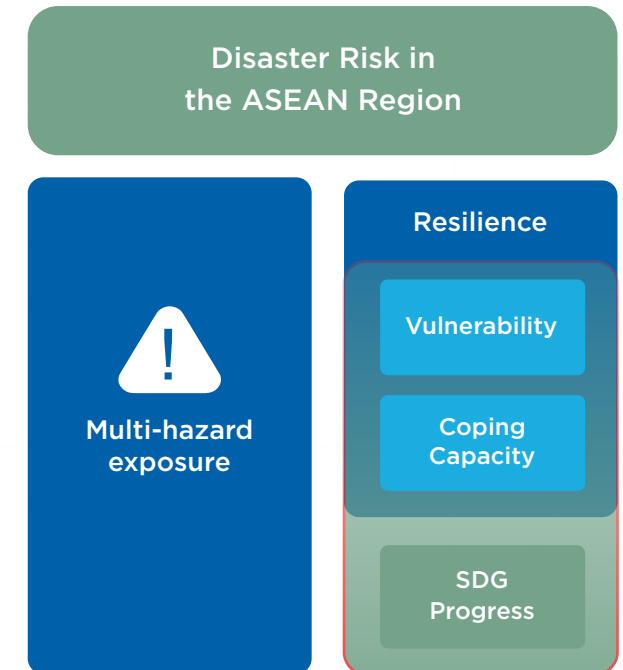 Disaster Risk in
the ASEAN Region
!
Multi-hazard
exposure
Resilience
Vulnerability
Coping
Capacity
SDG
Progress